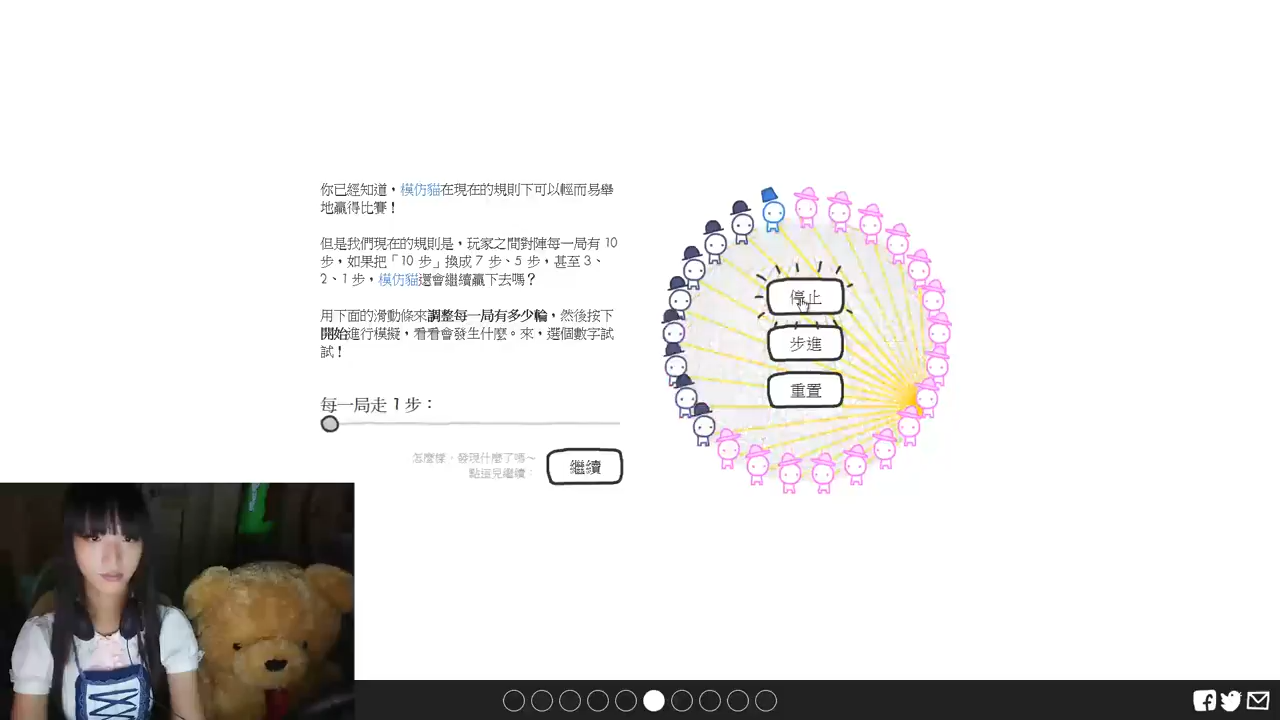 你已經知道，模仿貓在現在的規則下可以輕而易舉
地贏得比賽！
但是我們現在的規則是，玩家之間對陣每一局有 10
步，如果把「10 步」換成 7 步、5 步，甚至 3、
2、1 步，模仿貓還會繼續贏下去嗎？
用下面的滑動條來調整每一局有多少輪，然後按下
開始進行模擬，看看會發生什麼。來，選個數字試
試！
每一局走 1 步：
怎麼樣，發現什麼了嗎～
點這兒繼續：
繼續
停止
步進
重置